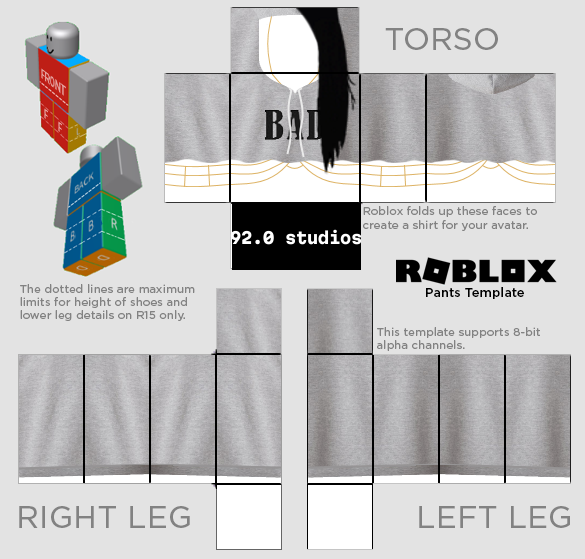 TORSO
FRONT
F F L
BACK
B B R
BAD
92.0 studios
Roblox folds up these faces to
create a shirt for your avatar.
ROBLOX
Pants Template
The dotted lines are maximum
limits for height of shoes and
lower leg details on R15 only.
This template supports 8-bit
alpha channels.
RIGHT LEG
LEFT LEG